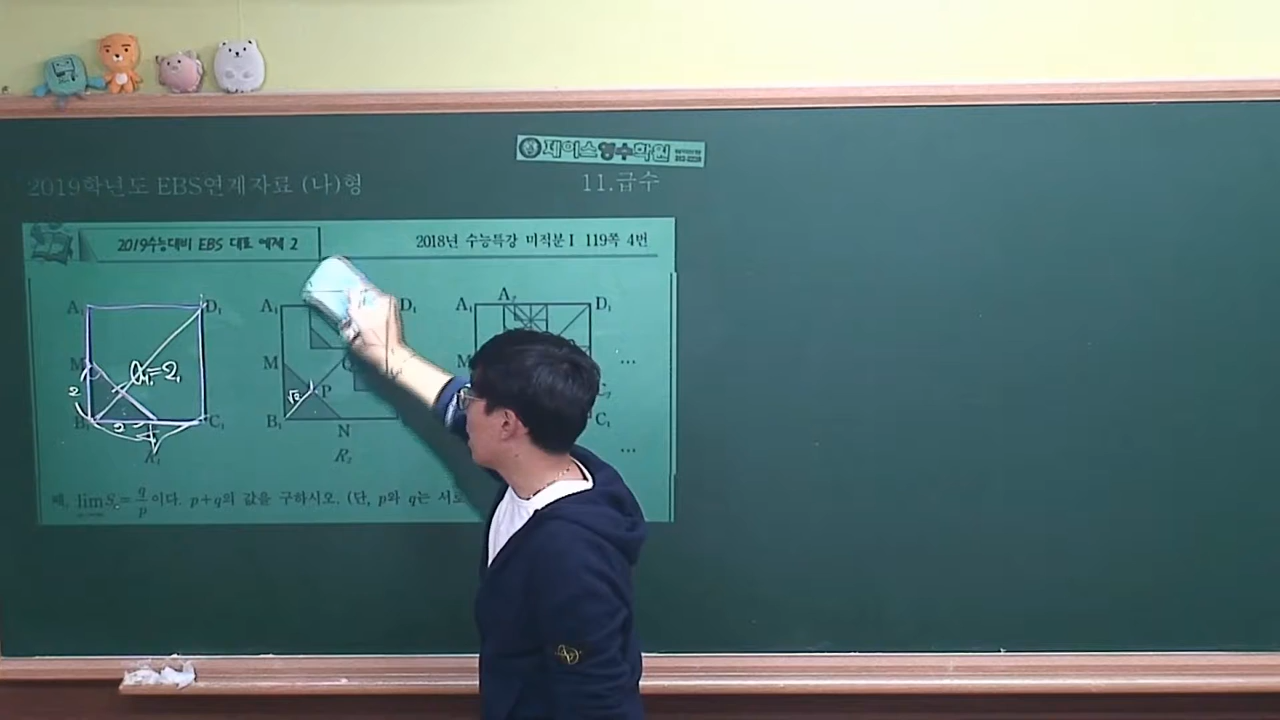 제이스영수학원
2019학년도 EBS연계자료 (나)형 11.급수
2019수능대비 EBS 대표 예제 2 2018년 수능특강 미적분Ⅰ 119쪽 4번
A₁ D₁ A₁ D₁ A₁ A₂ D₁
M a₁=2, M M …
2 √2 P C₂
B₁ 2 C₁ B₁ N C₁
R₁ R₂ …
때, lim Sₙ= q/p 이다. p+q의 값을 구하시오. (단, p와 q는 서로